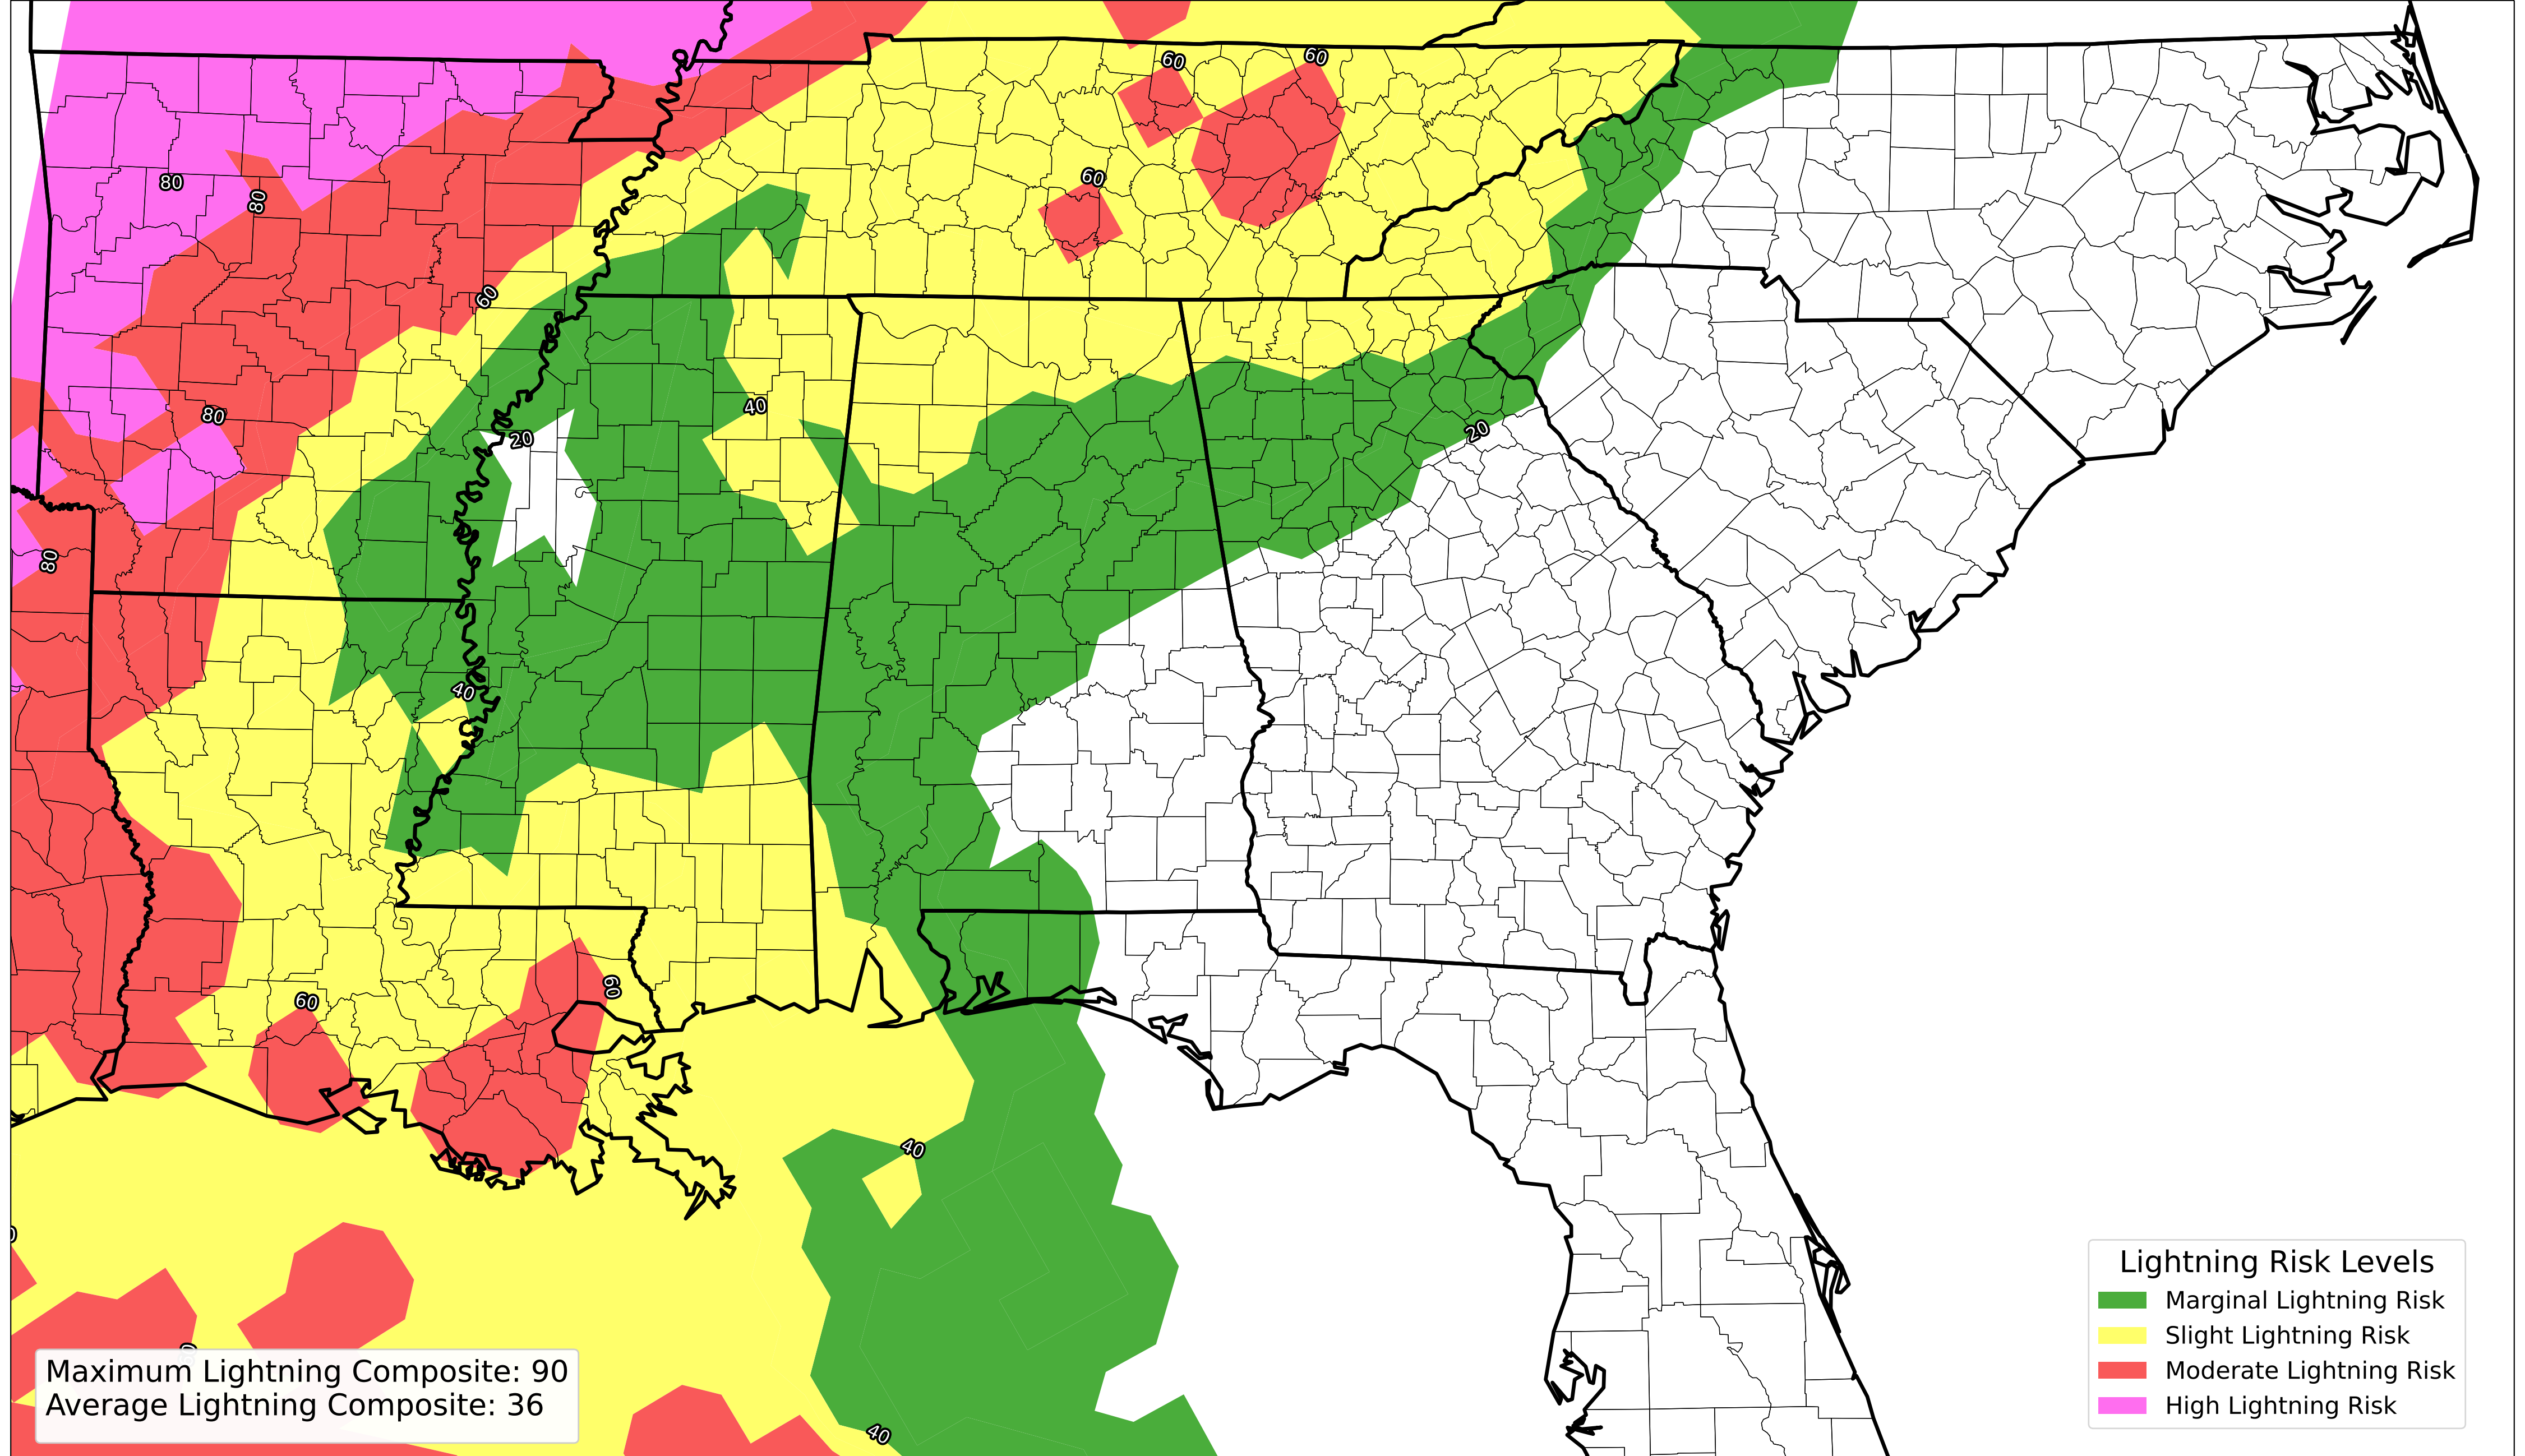 60
60
80
60
80
60
40
80
20
20
80
40
60
60
40
40
Maximum Lightning Composite: 90
Average Lightning Composite: 36
Lightning Risk Levels
Marginal Lightning Risk
Slight Lightning Risk
Moderate Lightning Risk
High Lightning Risk